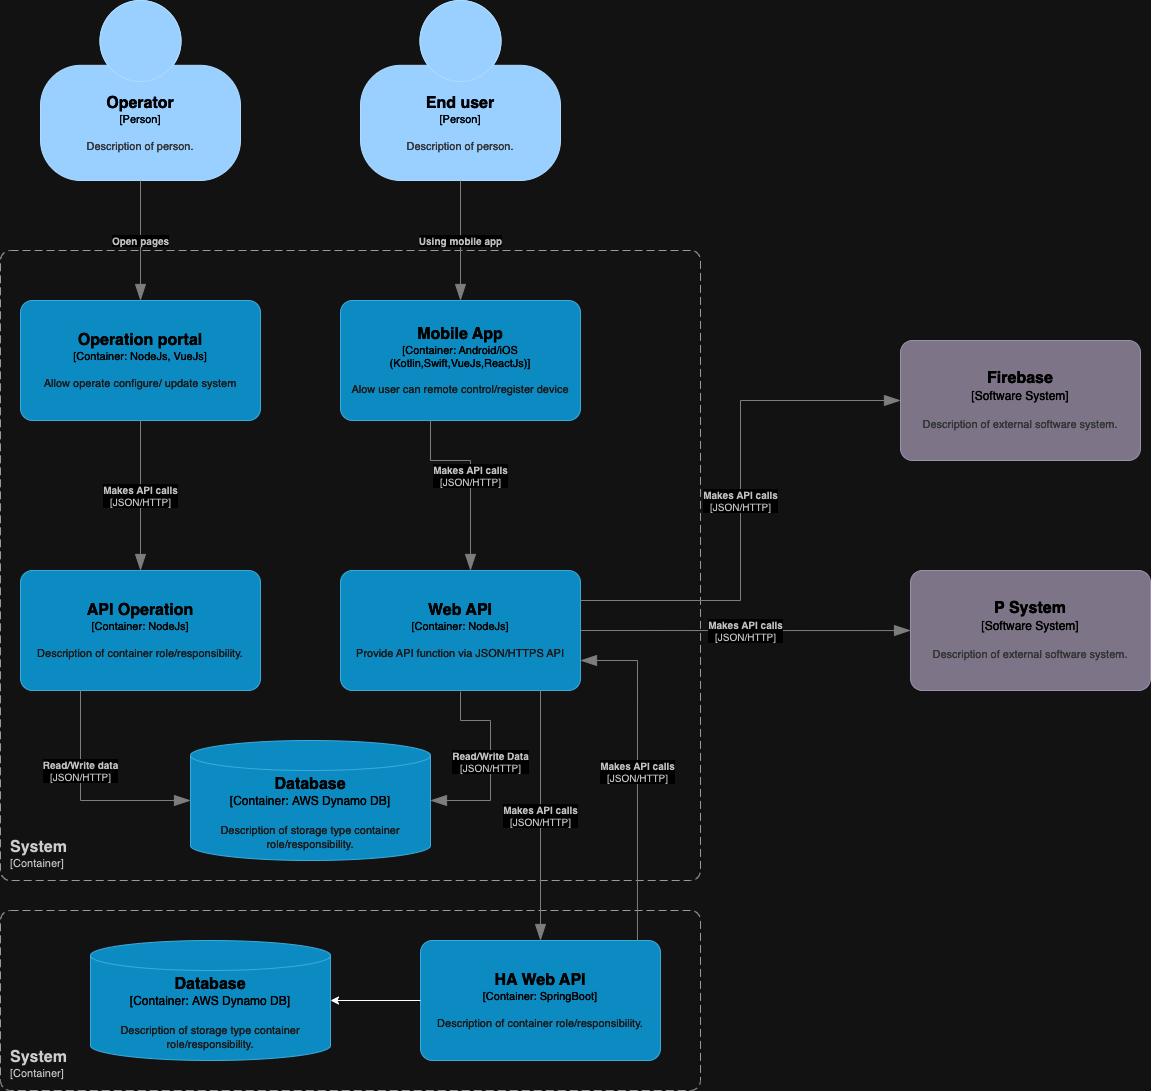 Operator
[Person]
Description of person.
End user
[Person]
Description of person.
Open pages
Using mobile app
Operation portal
[Container: NodeJs, VueJs]
Allow operate configure/ update system
Mobile App
[Container: Android/iOS
(Kotlin,Swift,VueJs,ReactJs)]
Alow user can remote control/register device
Firebase
[Software System]
Description of external software system.
Makes API calls
[JSON/HTTP]
Makes API calls
[JSON/HTTP]
Makes API calls
[JSON/HTTP]
API Operation
[Container: NodeJs]
Description of container role/responsibility.
Web API
[Container: NodeJs]
Provide API function via JSON/HTTPS API
Makes API calls
[JSON/HTTP]
P System
[Software System]
Description of external software system.
Read/Write data
[JSON/HTTP]
Read/Write Data
[JSON/HTTP]
Makes API calls
[JSON/HTTP]
Database
[Container: AWS Dynamo DB]
Description of storage type container
role/responsibility.
Makes API calls
[JSON/HTTP]
System
[Container]
Database
[Container: AWS Dynamo DB]
Description of storage type container
role/responsibility.
HA Web API
[Container: SpringBoot]
Description of container role/responsibility.
System
[Container]